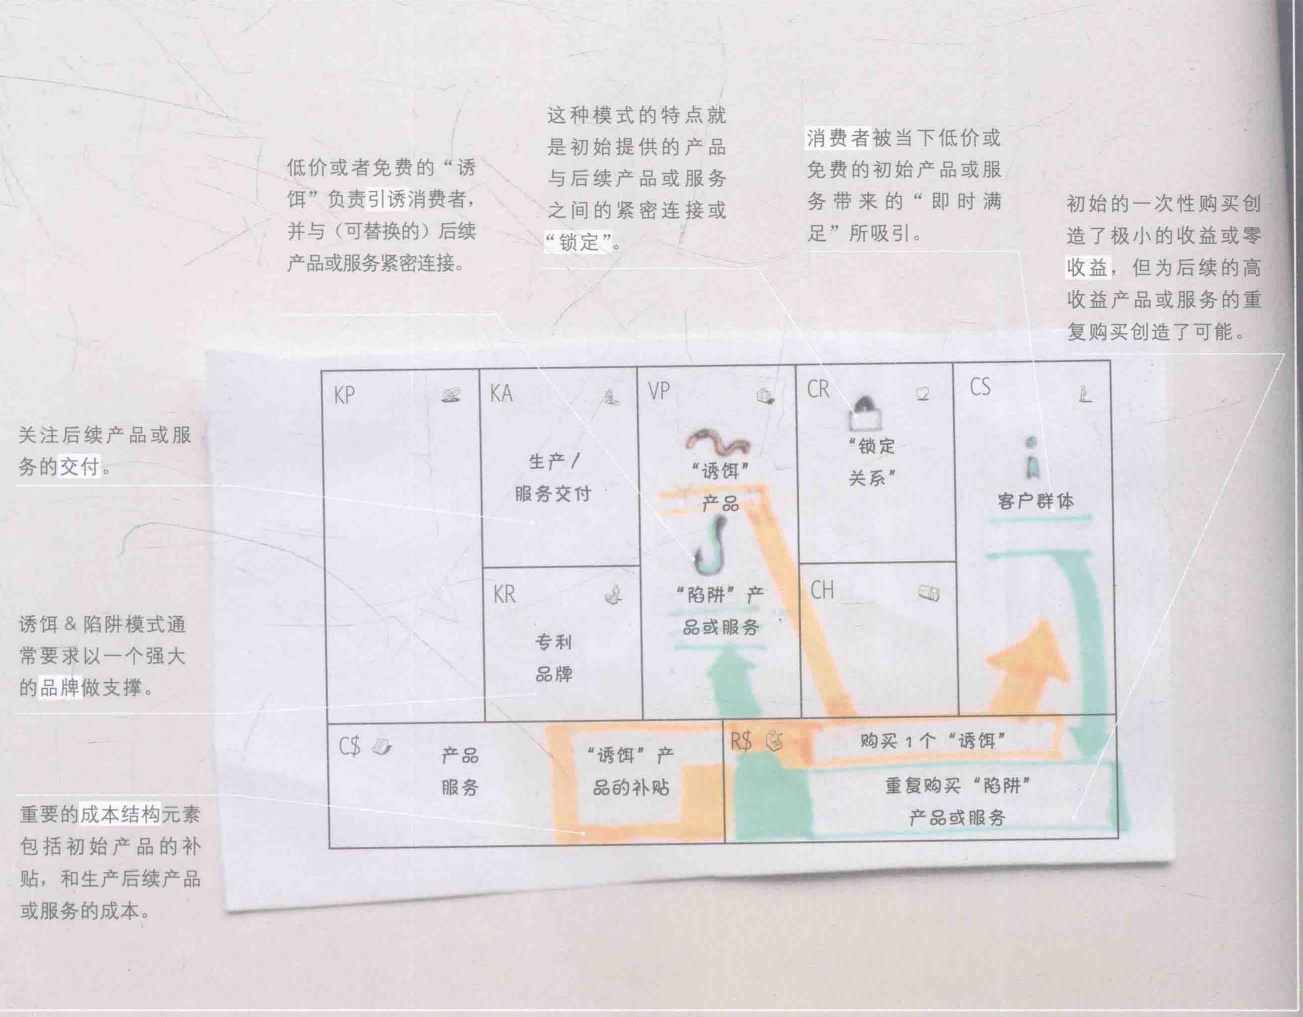 这种模式的特点就
是初始提供的产品
与后续产品或服务
之间的紧密连接或
“锁定”。
消费者被当下低价或
免费的初始产品或服
务带来的“即时满
足”所吸引。
低价或者免费的“诱
饵”负责引诱消费者，
并与（可替换的）后续
产品或服务紧密连接。
初始的一次性购买创
造了极小的收益或零
收益，但为后续的高
收益产品或服务的重
复购买创造了可能。
关注后续产品或服
务的交付。
诱饵 & 陷阱模式通
常要求以一个强大
的品牌做支撑。
重要的成本结构元素
包括初始产品的补
贴，和生产后续产品
或服务的成本。
KP
KA
生产 /
服务交付
KR
专利
品牌
VP
“诱饵”
产品
“陷阱”产
品或服务
CR
“锁定
关系”
CH
CS
客户群体
C$
产品
服务
“诱饵”产
品的补贴
R$
购买 1 个“诱饵”
重复购买“陷阱”
产品或服务